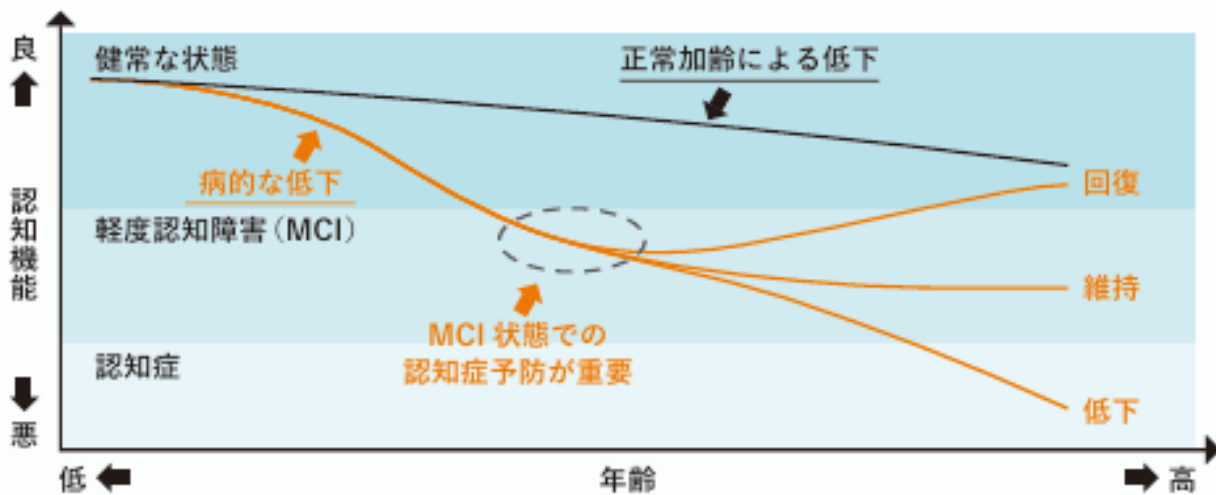 良
健常な状態
正常加齢による低下
病的な低下
回復
認知機能
軽度認知障害（MCI）
維持
MCI 状態での
認知症予防が重要
認知症
低下
悪
低
年齢
高